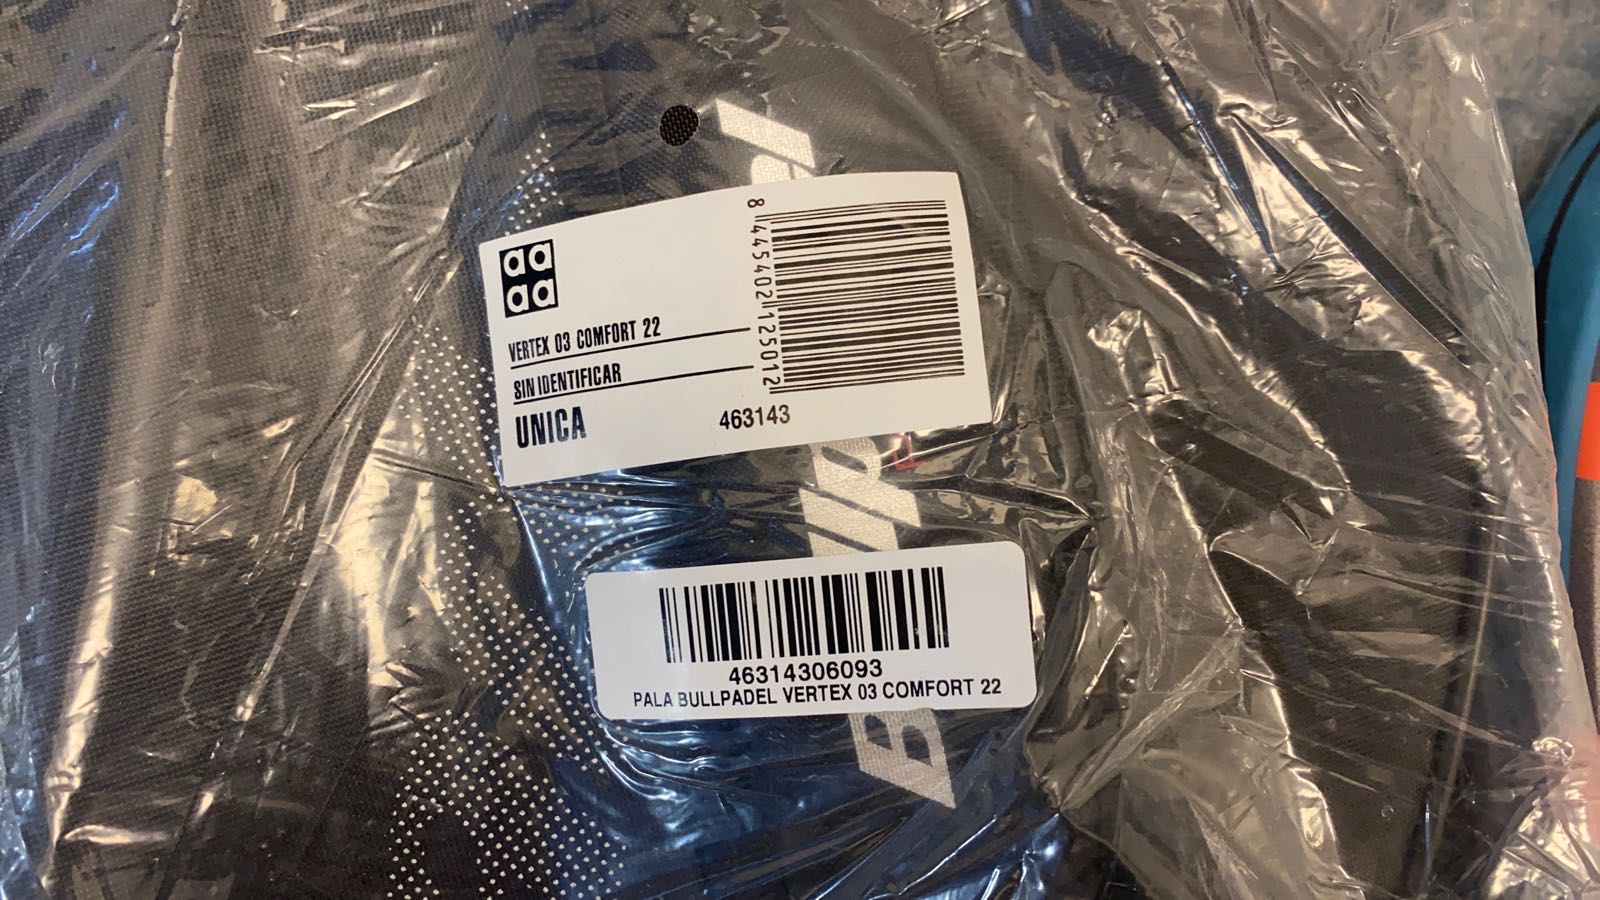 aa
aa
VERTEX 03 COMFORT 22
SIN IDENTIFICAR
UNICA
463143
8 445402 125012
46314306093
PALA BULLPADEL VERTEX 03 COMFORT 22